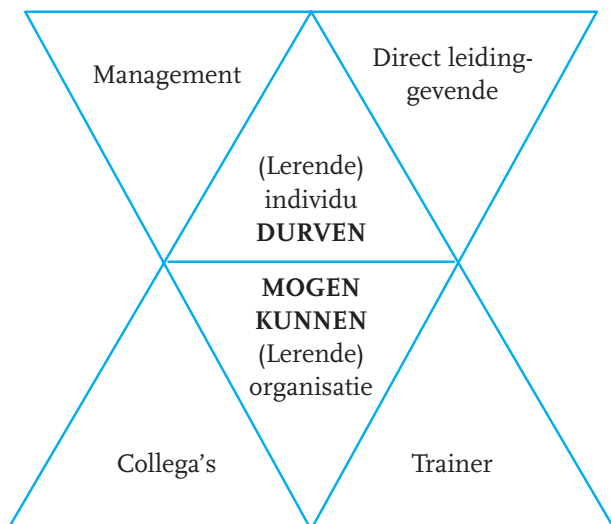 Management
Direct leiding-
gevende
(Lerende)
individu
DURVEN
MOGEN
KUNNEN
(Lerende)
organisatie
Collega's
Trainer